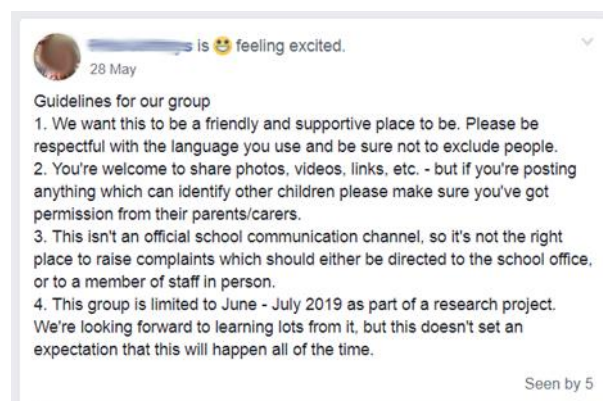 s is 😀 feeling excited.
28 May
Guidelines for our group
1. We want this to be a friendly and supportive place to be. Please be
respectful with the language you use and be sure not to exclude people.
2. You're welcome to share photos, videos, links, etc. - but if you're posting
anything which can identify other children please make sure you've got
permission from their parents/carers.
3. This isn't an official school communication channel, so it's not the right
place to raise complaints which should either be directed to the school office,
or to a member of staff in person.
4. This group is limited to June - July 2019 as part of a research project.
We're looking forward to learning lots from it, but this doesn't set an
expectation that this will happen all of the time.
Seen by 5